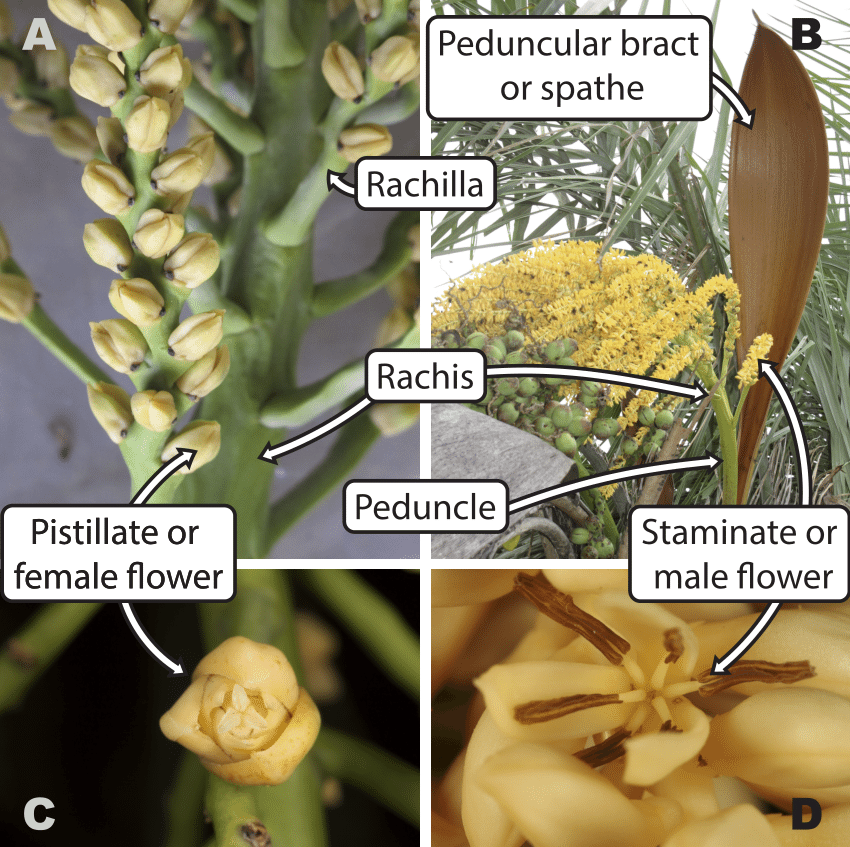 A
B
Peduncular bract
or spathe
Rachilla
Rachis
Peduncle
Pistillate or
female flower
Staminate or
male flower
C
D